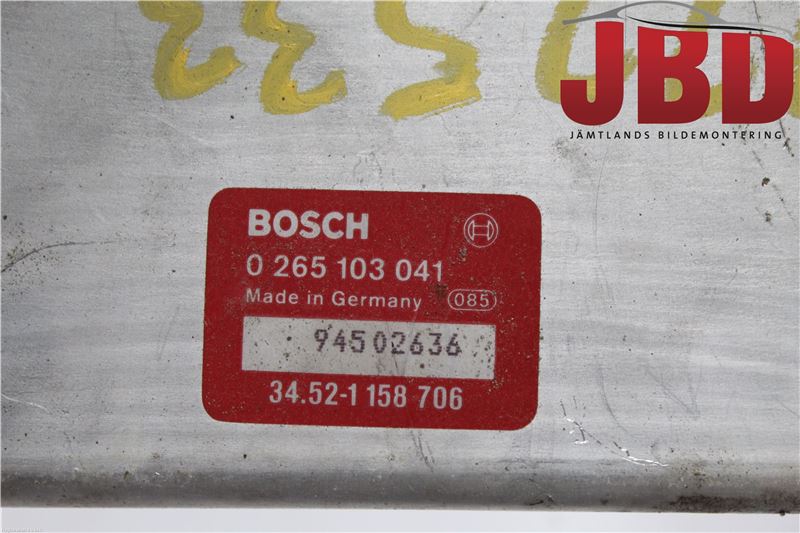 JBD
JÄMTLANDS BILDEMONTERING
BOSCH
0 265 103 041
Made in Germany 085
94502636
34.52-1 158 706